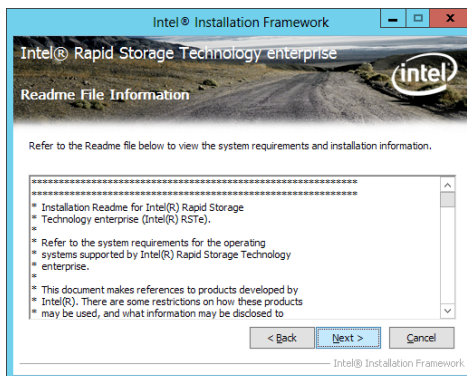 Intel® Installation Framework
Intel® Rapid Storage Technology enterprise
Readme File Information
intel
Refer to the Readme file below to view the system requirements and installation information.
************************************************************
************************************************************
* Installation Readme for Intel(R) Rapid Storage
* Technology enterprise (Intel(R) RSTe).
*
* Refer to the system requirements for the operating
* systems supported by Intel(R) Rapid Storage Technology
* enterprise.
*
* This document makes references to products developed by
* Intel(R). There are some restrictions on how these products
* may be used, and what information may be disclosed to
< Back Next > Cancel
Intel® Installation Framework